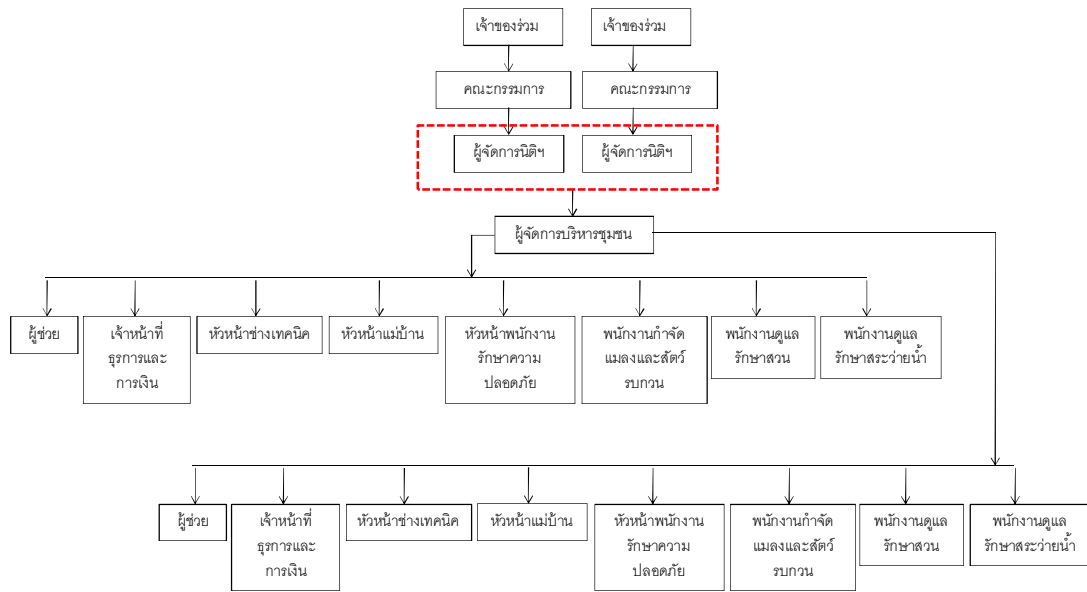 เจ้าของร่วม เจ้าของร่วม
คณะกรรมการ คณะกรรมการ
ผู้จัดการนิติฯ ผู้จัดการนิติฯ
ผู้จัดการบริหารชุมชน
ผู้ช่วย
เจ้าหน้าที่
ธุรการและ
การเงิน
หัวหน้าช่างเทคนิค
หัวหน้าแม่บ้าน
หัวหน้าพนักงาน
รักษาความ
ปลอดภัย
พนักงานกำจัด
แมลงและสัตว์
รบกวน
พนักงานดูแล
รักษาสวน
พนักงานดูแล
รักษาสระว่ายน้ำ
ผู้ช่วย
เจ้าหน้าที่
ธุรการและ
การเงิน
หัวหน้าช่างเทคนิค
หัวหน้าแม่บ้าน
หัวหน้าพนักงาน
รักษาความ
ปลอดภัย
พนักงานกำจัด
แมลงและสัตว์
รบกวน
พนักงานดูแล
รักษาสวน
พนักงานดูแล
รักษาสระว่ายน้ำ